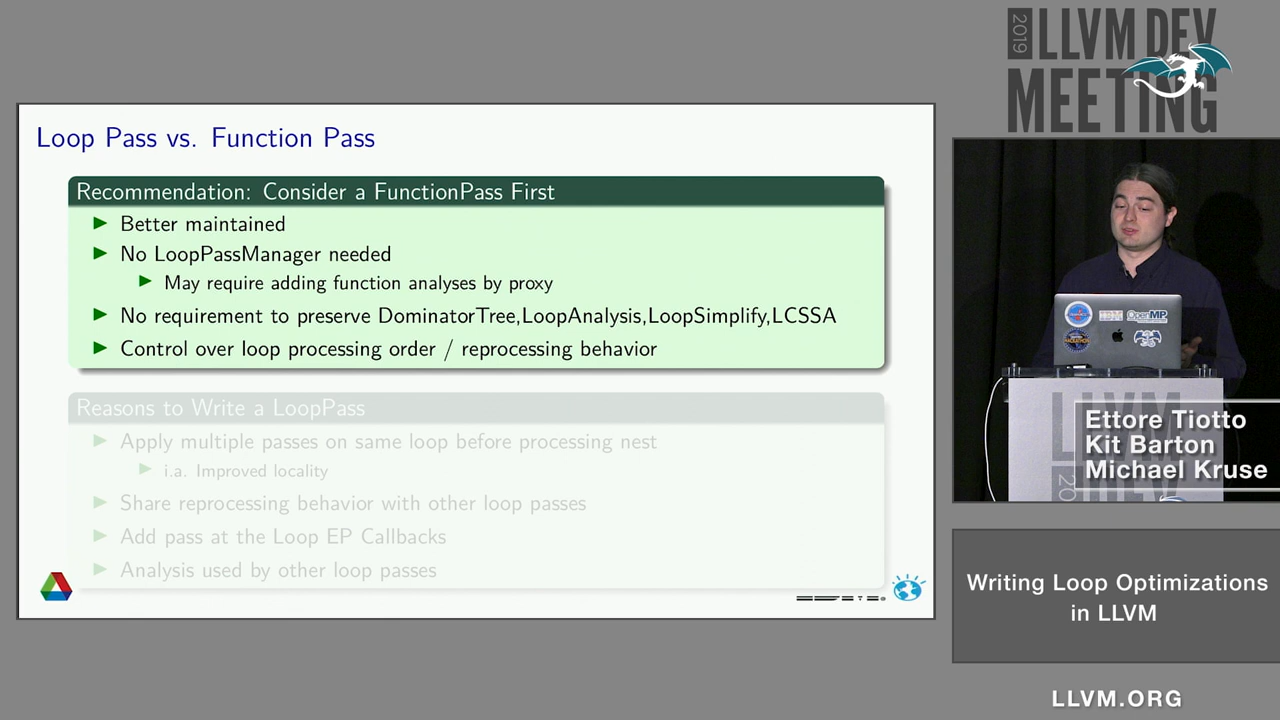 2019
LLVM DEV
MEETING
Loop Pass vs. Function Pass
Recommendation: Consider a FunctionPass First
Better maintained
No LoopPassManager needed
May require adding function analyses by proxy
No requirement to preserve DominatorTree,LoopAnalysis,LoopSimplify,LCSSA
Control over loop processing order / reprocessing behavior
Reasons to Write a LoopPass
Apply multiple passes on same loop before processing nest
i.a. Improved locality
Share reprocessing behavior with other loop passes
Add pass at the Loop EP Callbacks
Analysis used by other loop passes
IBM
OpenMP
LLVM
20
Ettore Tiotto
Kit Barton
Michael Kruse
Writing Loop Optimizations
in LLVM
LLVM.ORG